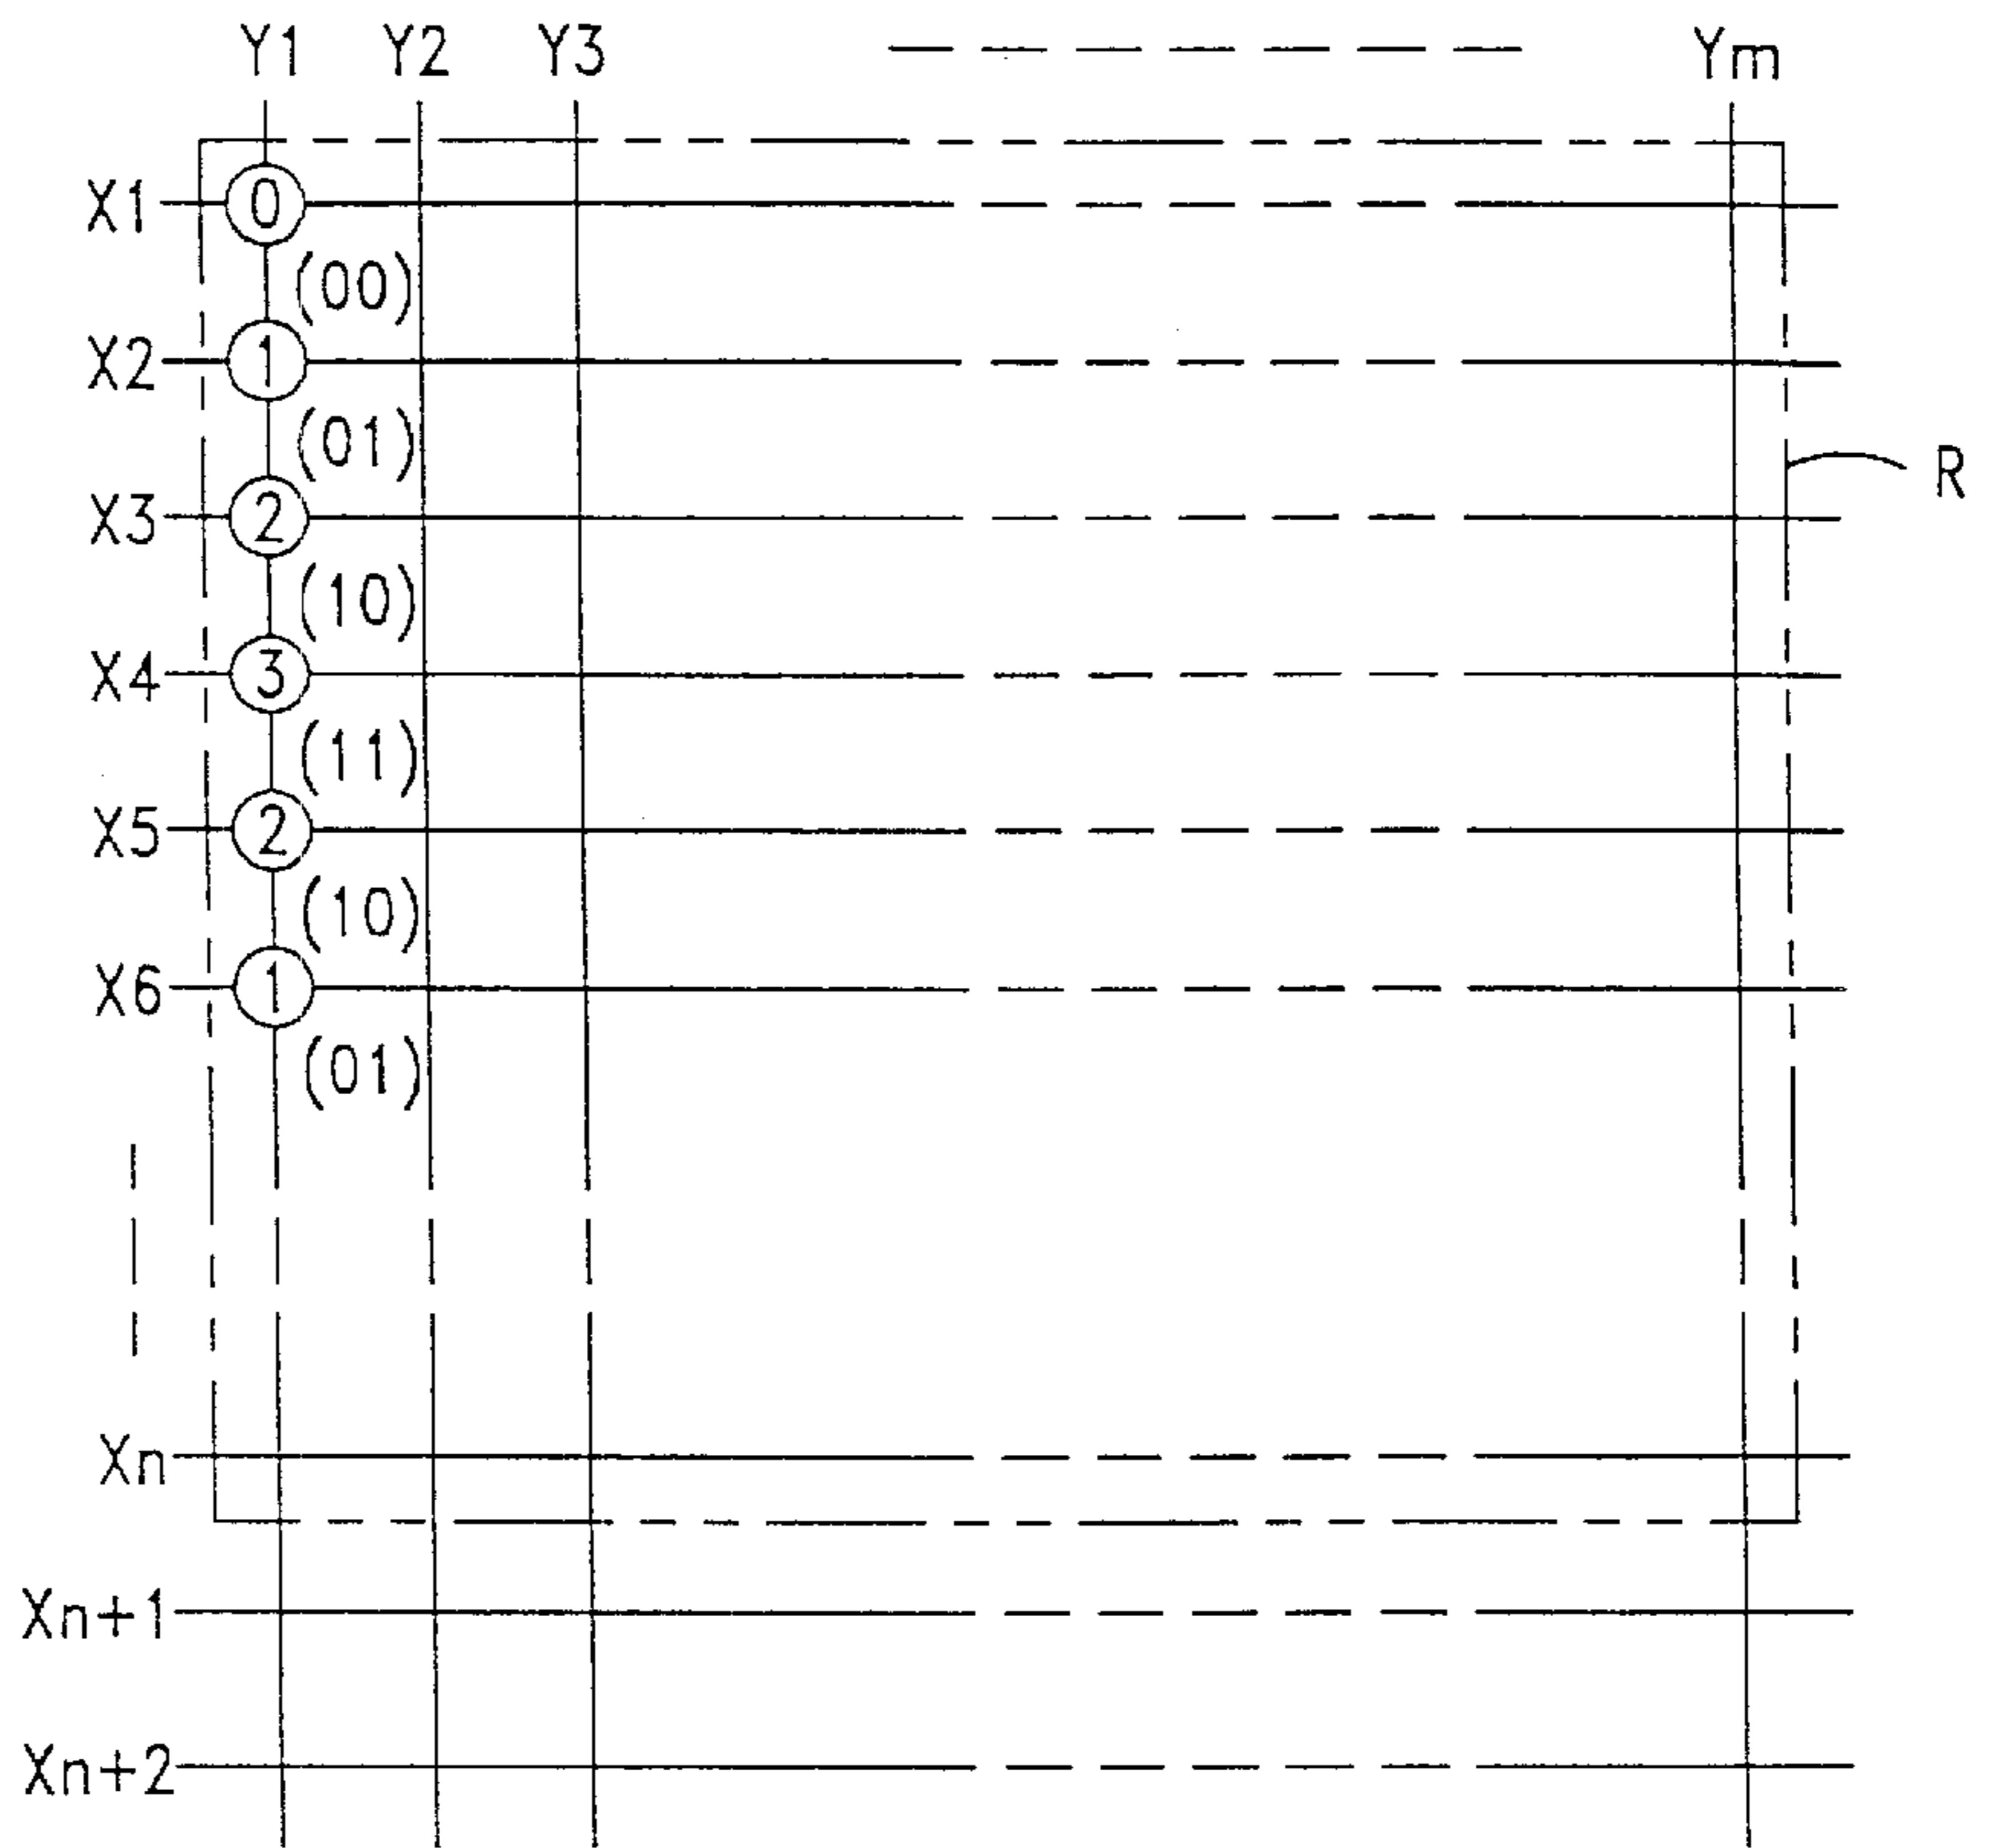 Y1 Y2 Y3 Ym
X1 0
(00)
X2 1
(01)
R
X3 2
(10)
X4 3
(11)
X5 2
(10)
X6 1
(01)
Xn
Xn+1
Xn+2